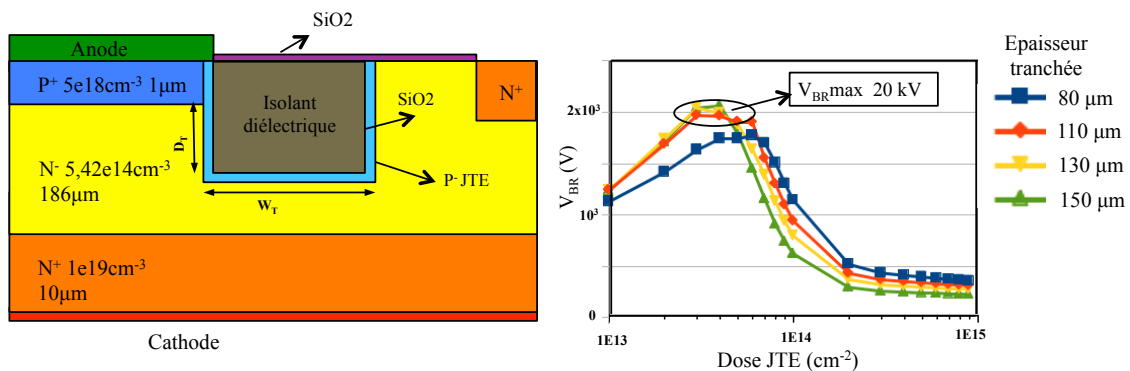 SiO2
Anode
P⁺ 5e18cm⁻³ 1µm
N⁺
Isolant
diélectrique
SiO2
D_T
N⁻ 5,42e14cm⁻³
186µm
P⁻ JTE
W_T
N⁺ 1e19cm⁻³
10µm
Cathode
V_BR (V)
2x10³
10³
0
V_BRmax 20 kV
1E13
1E14
1E15
Dose JTE (cm⁻²)
Epaisseur
tranchée
80 µm
110 µm
130 µm
150 µm